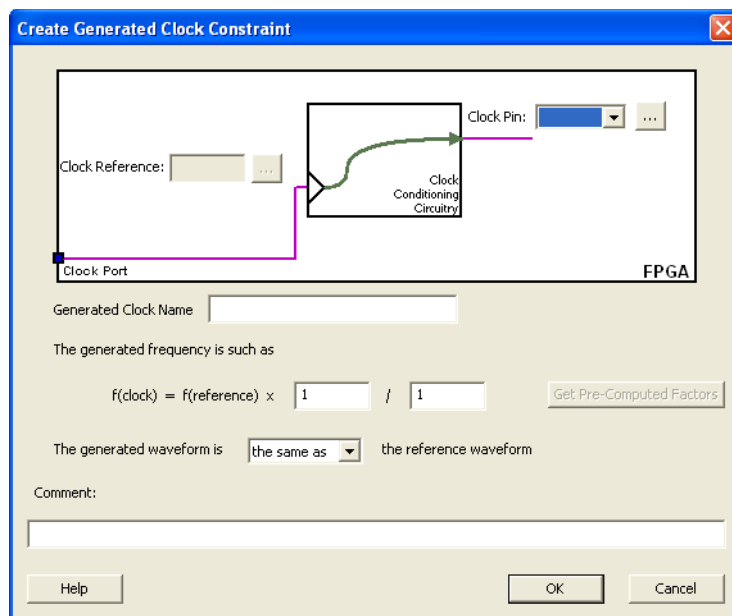 Create Generated Clock Constraint
Clock Pin:
...
Clock Reference:
...
Clock
Conditioning
Circuitry
Clock Port
FPGA
Generated Clock Name
The generated frequency is such as
f(clock) = f(reference) x 1 / 1
Get Pre-Computed Factors
The generated waveform is the same as the reference waveform
Comment:
Help
OK
Cancel